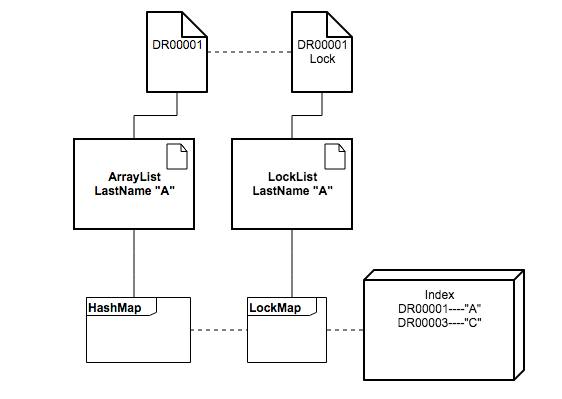 DR00001
DR00001
Lock
ArrayList
LastName "A"
LockList
LastName "A"
HashMap
LockMap
Index
DR00001----"A"
DR00003----"C"